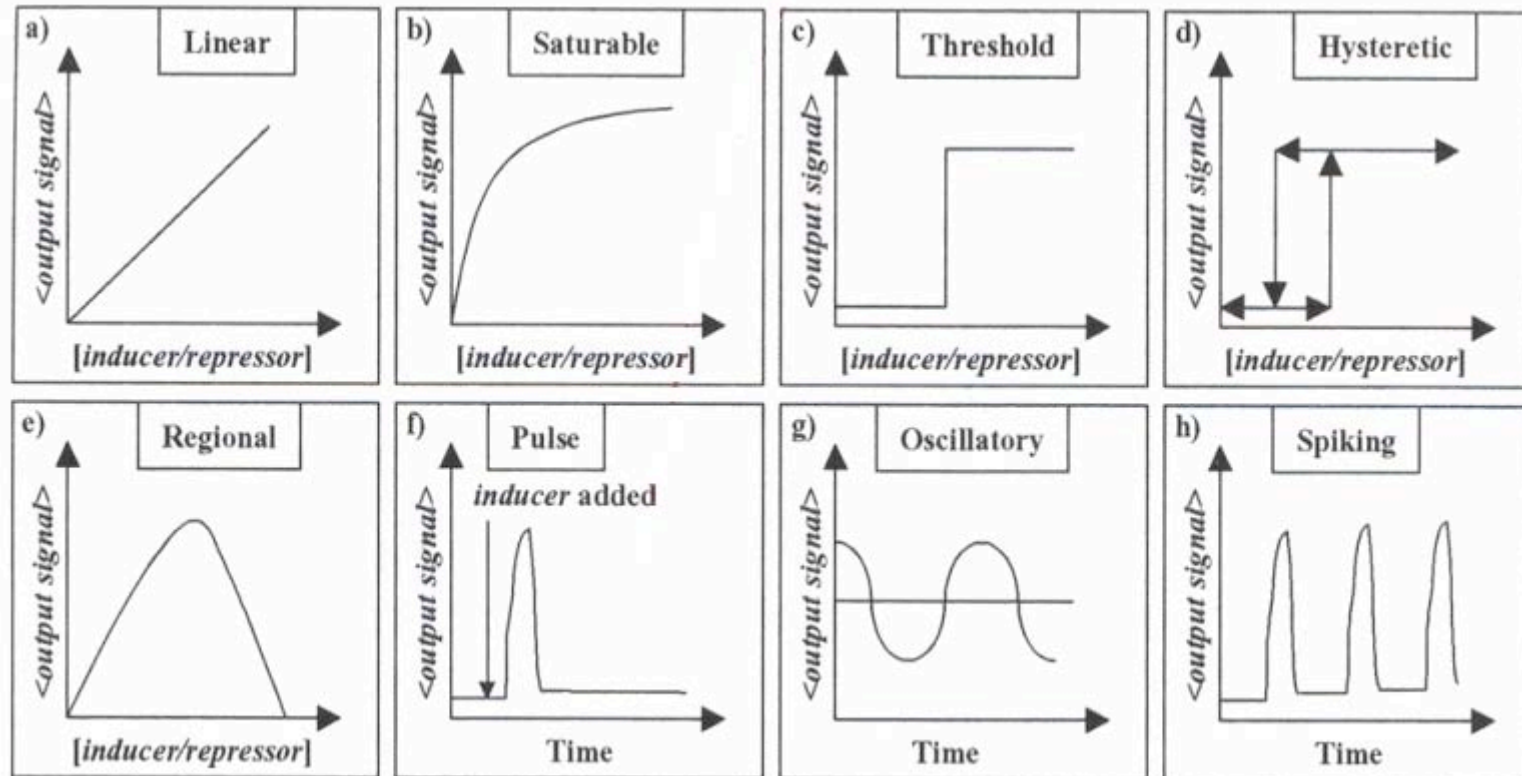 a)
Linear
<output signal>
[inducer/repressor]
b)
Saturable
<output signal>
[inducer/repressor]
c)
Threshold
<output signal>
[inducer/repressor]
d)
Hysteretic
<output signal>
[inducer/repressor]
e)
Regional
<output signal>
[inducer/repressor]
f)
Pulse
inducer added
<output signal>
Time
g)
Oscillatory
<output signal>
Time
h)
Spiking
<output signal>
Time